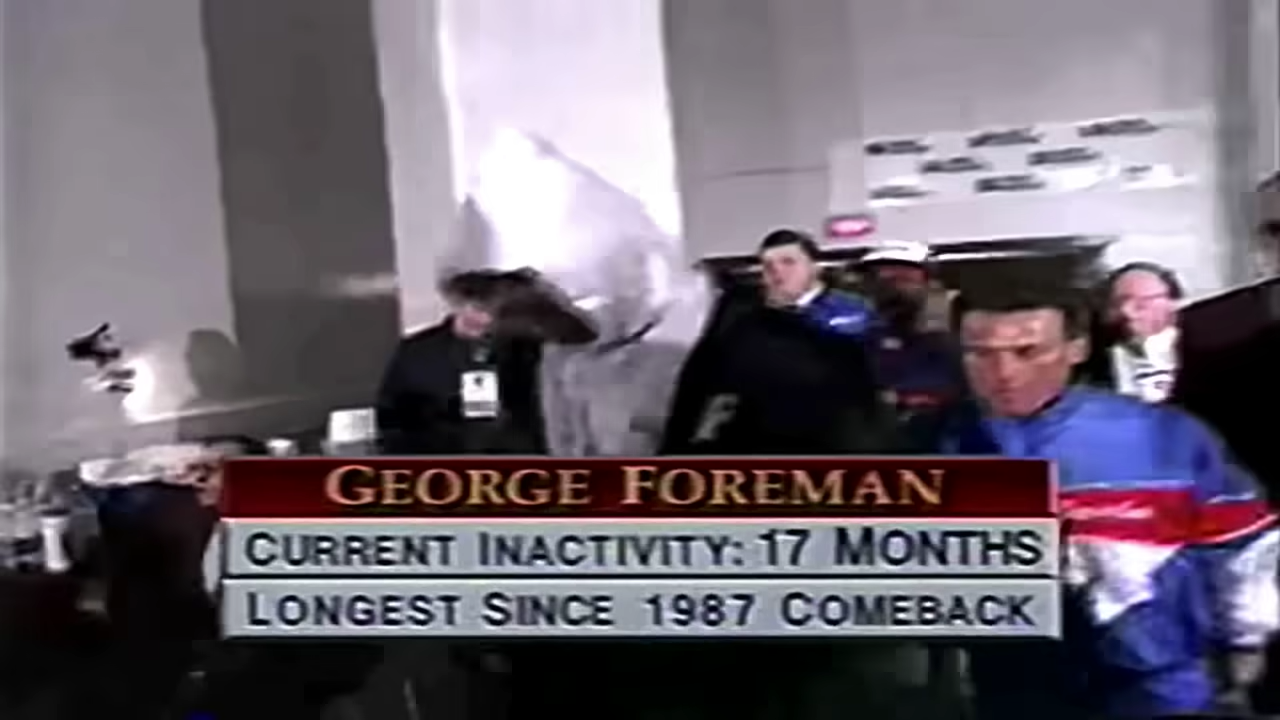 GEORGE FOREMAN
CURRENT INACTIVITY: 17 MONTHS
LONGEST SINCE 1987 COMEBACK